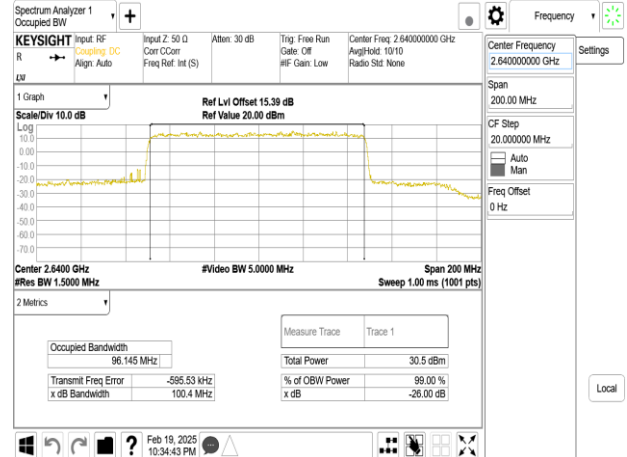 Spectrum Analyzer 1
Occupied BW
Frequency
KEYSIGHT
R
LXI
Input: RF
Coupling: DC
Align: Auto
Input Z: 50 Ω
Corr CCorr
Freq Ref: Int (S)
Atten: 30 dB
Trig: Free Run
Gate: Off
#IF Gain: Low
Center Freq: 2.640000000 GHz
Avg|Hold: 10/10
Radio Std: None
Center Frequency
2.640000000 GHz
Settings
Span
200.00 MHz
CF Step
20.000000 MHz
Auto
Man
Freq Offset
0 Hz
Local
1 Graph
Scale/Div 10.0 dB
Ref Lvl Offset 15.39 dB
Ref Value 20.00 dBm
Log
10.0
0.00
-10.0
-20.0
-30.0
-40.0
-50.0
-60.0
-70.0
Center 2.6400 GHz
#Video BW 5.0000 MHz
Span 200 MHz
#Res BW 1.5000 MHz
Sweep 1.00 ms (1001 pts)
2 Metrics
Measure Trace Trace 1
Occupied Bandwidth
96.145 MHz
Total Power 30.5 dBm
Transmit Freq Error -595.53 kHz
% of OBW Power 99.00 %
x dB Bandwidth 100.4 MHz
x dB -26.00 dB
?
Feb 19, 2025
10:34:43 PM